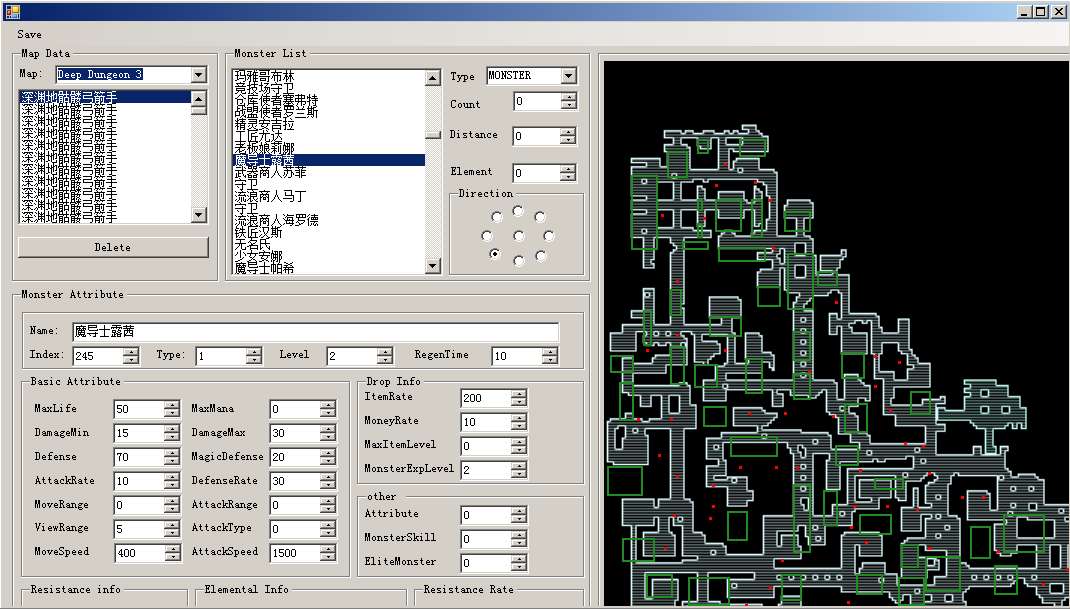 Save
Map Data
Map: Deep Dungeon 3
深渊地骷髅弓箭手
深渊地骷髅弓箭手
深渊地骷髅弓箭手
深渊地骷髅弓箭手
深渊地骷髅弓箭手
深渊地骷髅弓箭手
深渊地骷髅弓箭手
深渊地骷髅弓箭手
深渊地骷髅弓箭手
深渊地骷髅弓箭手
深渊地骷髅弓箭手
Delete
Monster List
玛雅哥布林
竞技场守卫
仓库使者塞弗特
战盟使者罗兰斯
精灵安吉拉
工匠尤达
老板娘莉娜
魔导士露茜
武器商人苏菲
守卫
流浪商人马丁
守卫
流浪商人海罗德
铁匠汉斯
无名氏
少女安娜
魔导士帕希
Type MONSTER
Count 0
Distance 0
Element 0
Direction
Monster Attribute
Name: 魔导士露茜
Index: 245 Type: 1 Level 2 RegenTime 10
Basic Attribute
MaxLife 50 MaxMana 0
DamageMin 15 DamageMax 30
Defense 70 MagicDefense 20
AttackRate 10 DefenseRate 30
MoveRange 0 AttackRange 0
ViewRange 5 AttackType 0
MoveSpeed 400 AttackSpeed 1500
Drop Info
ItemRate 200
MoneyRate 10
MaxItemLevel 0
MonsterExpLevel 2
other
Attribute 0
MonsterSkill 0
EliteMonster 0
Resistance info
Elemental Info
Resistance Rate